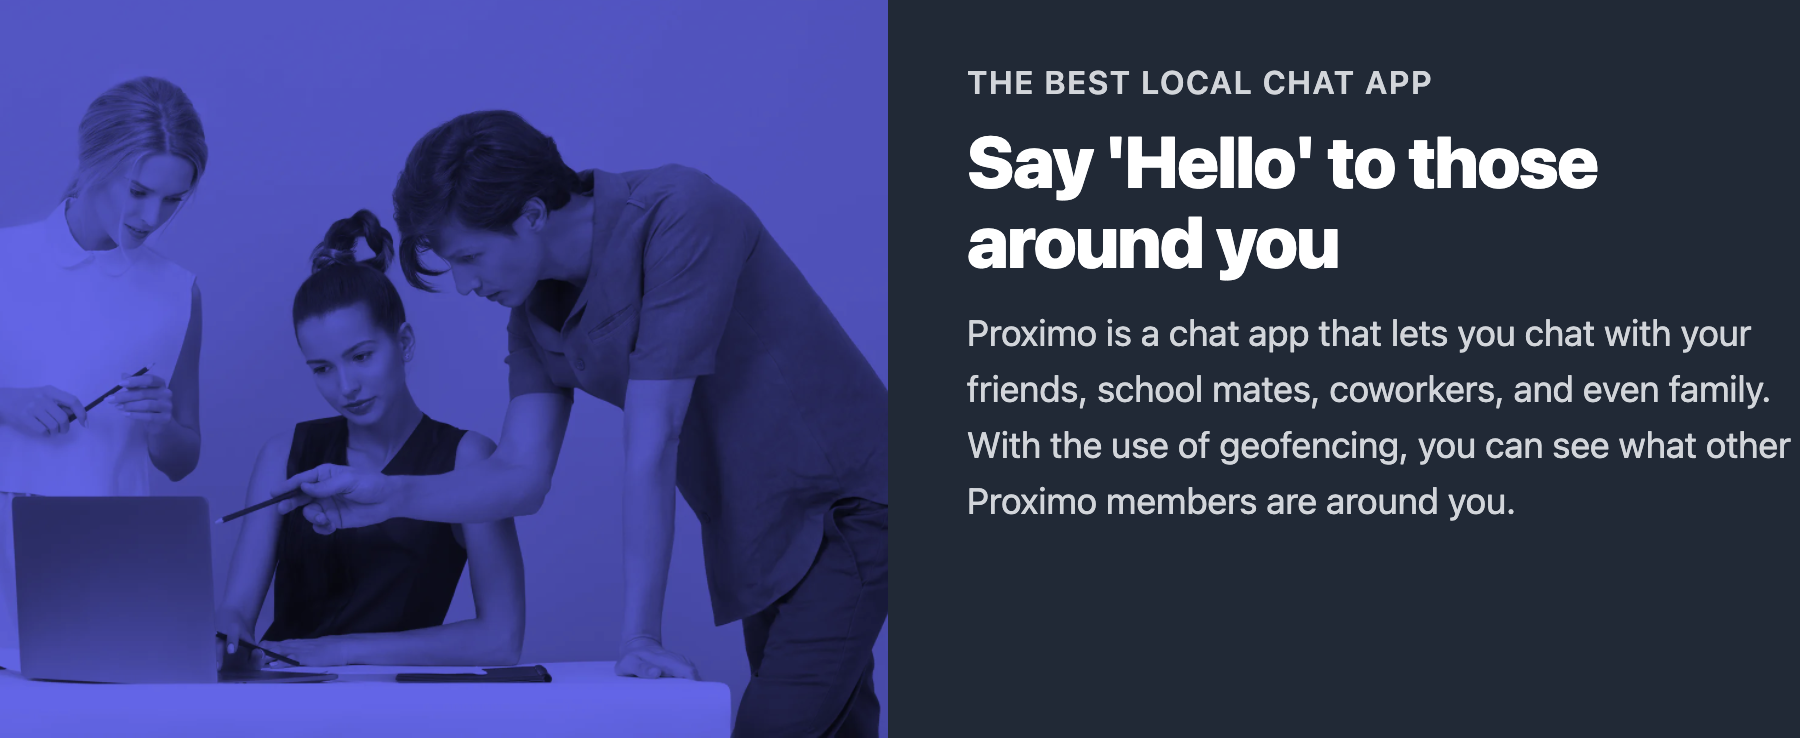 THE BEST LOCAL CHAT APP
Say 'Hello' to those
around you
Proximo is a chat app that lets you chat with your
friends, school mates, coworkers, and even family.
With the use of geofencing, you can see what other
Proximo members are around you.